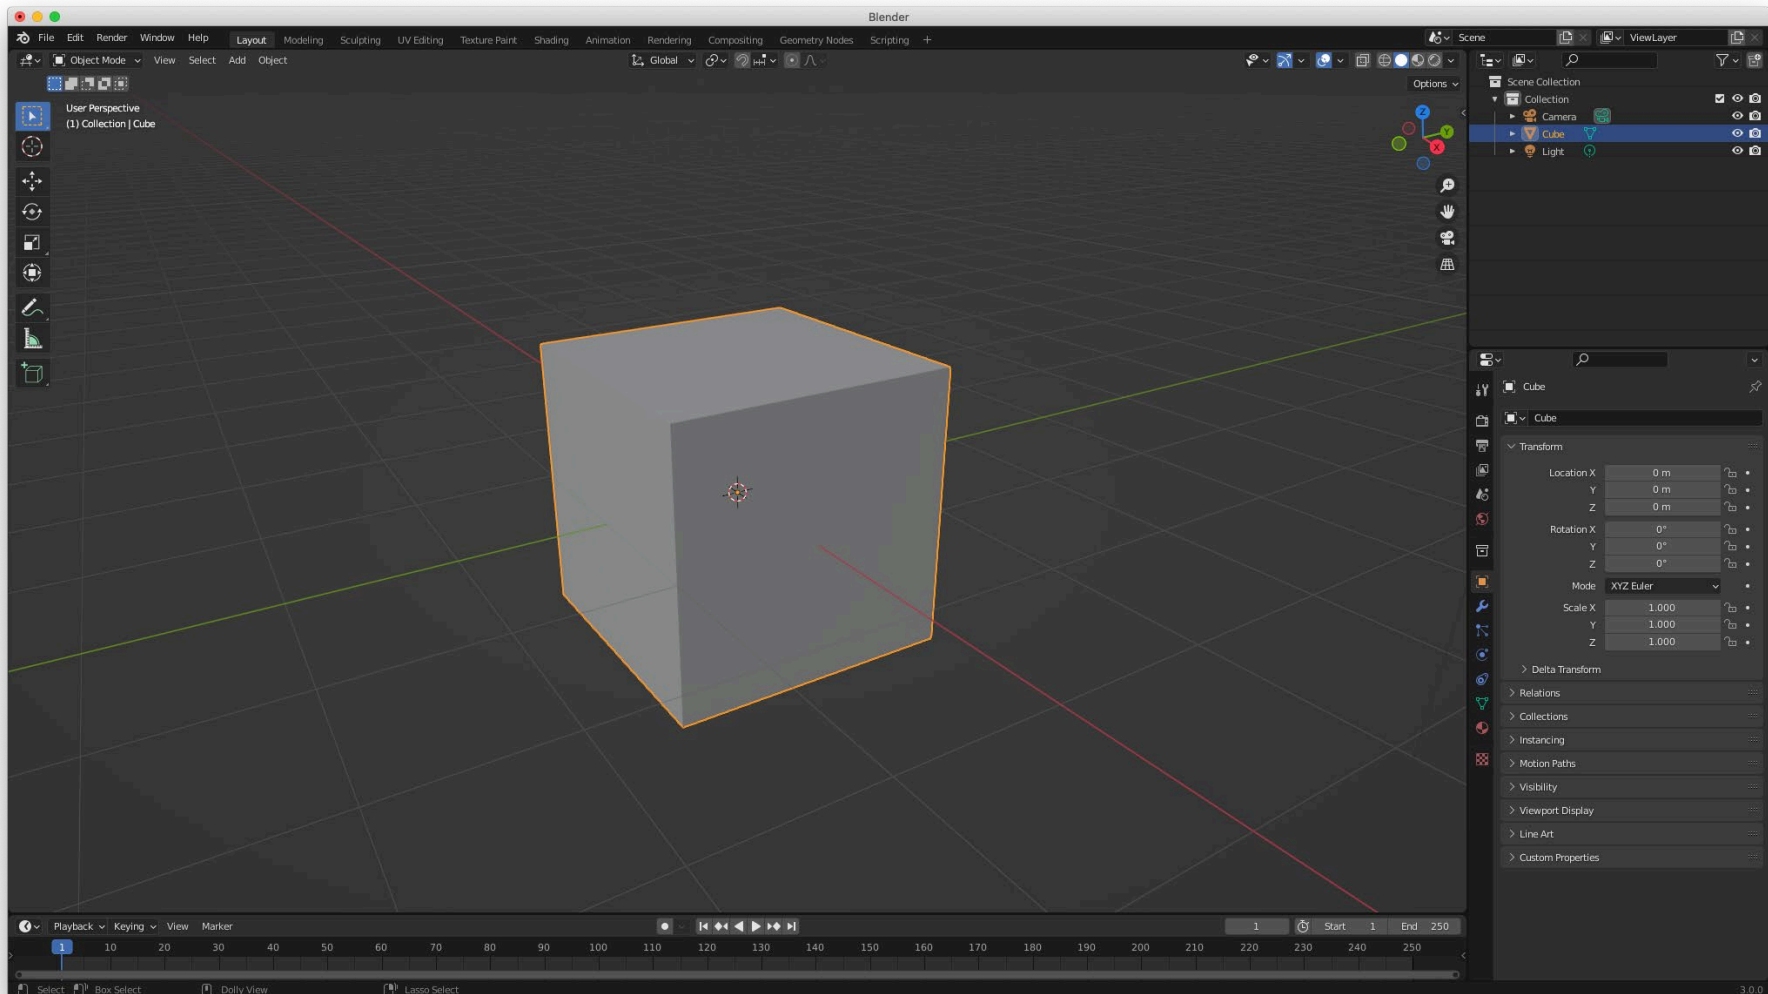 Blender
File Edit Render Window Help Layout Modeling Sculpting UV Editing Texture Paint Shading Animation Rendering Compositing Geometry Nodes Scripting + Scene ViewLayer
Object Mode View Select Add Object Global
Options
User Perspective
(1) Collection | Cube
Z
Y
X
Scene Collection
Collection
Camera
Cube
Light
Cube
Cube
Transform
Location X 0 m
Y 0 m
Z 0 m
Rotation X 0°
Y 0°
Z 0°
Mode XYZ Euler
Scale X 1.000
Y 1.000
Z 1.000
Delta Transform
Relations
Collections
Instancing
Motion Paths
Visibility
Viewport Display
Line Art
Custom Properties
Playback Keying View Marker 1 Start 1 End 250
1 10 20 30 40 50 60 70 80 90 100 110 120 130 140 150 160 170 180 190 200 210 220 230 240 250
Select Box Select Dolly View Lasso Select 3.0.0